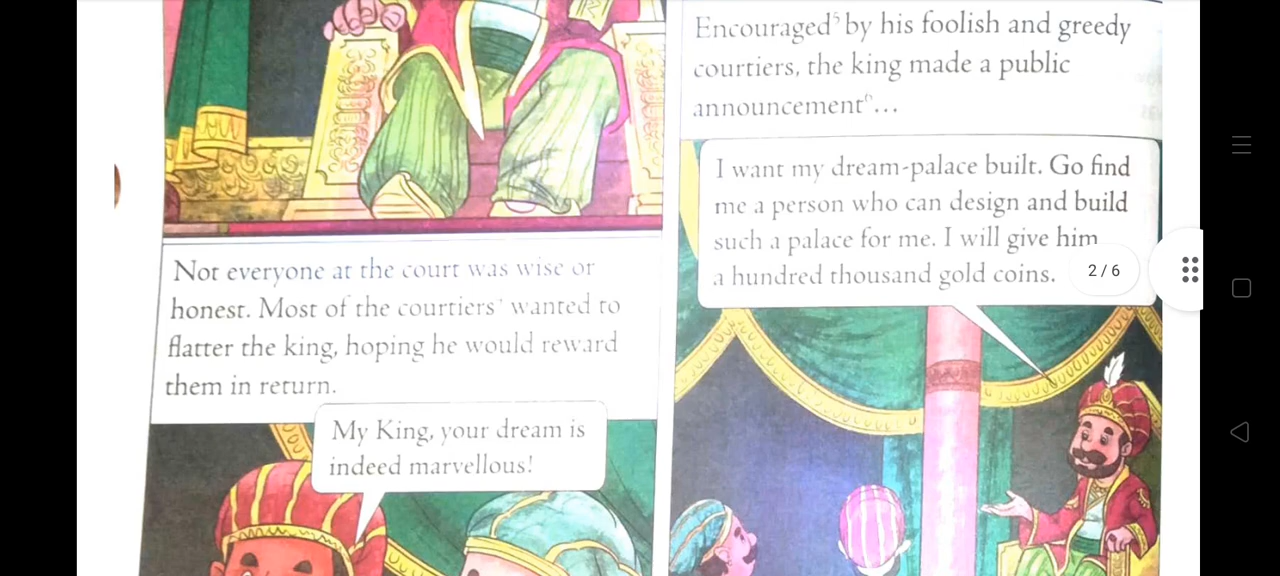 Not everyone at the court was wise or
honest. Most of the courtiers' wanted to
flatter the king, hoping he would reward
them in return.
My King, your dream is
indeed marvellous!
Encouraged⁵ by his foolish and greedy
courtiers, the king made a public
announcement⁶...
I want my dream-palace built. Go find
me a person who can design and build
such a palace for me. I will give him
a hundred thousand gold coins.
2 / 6